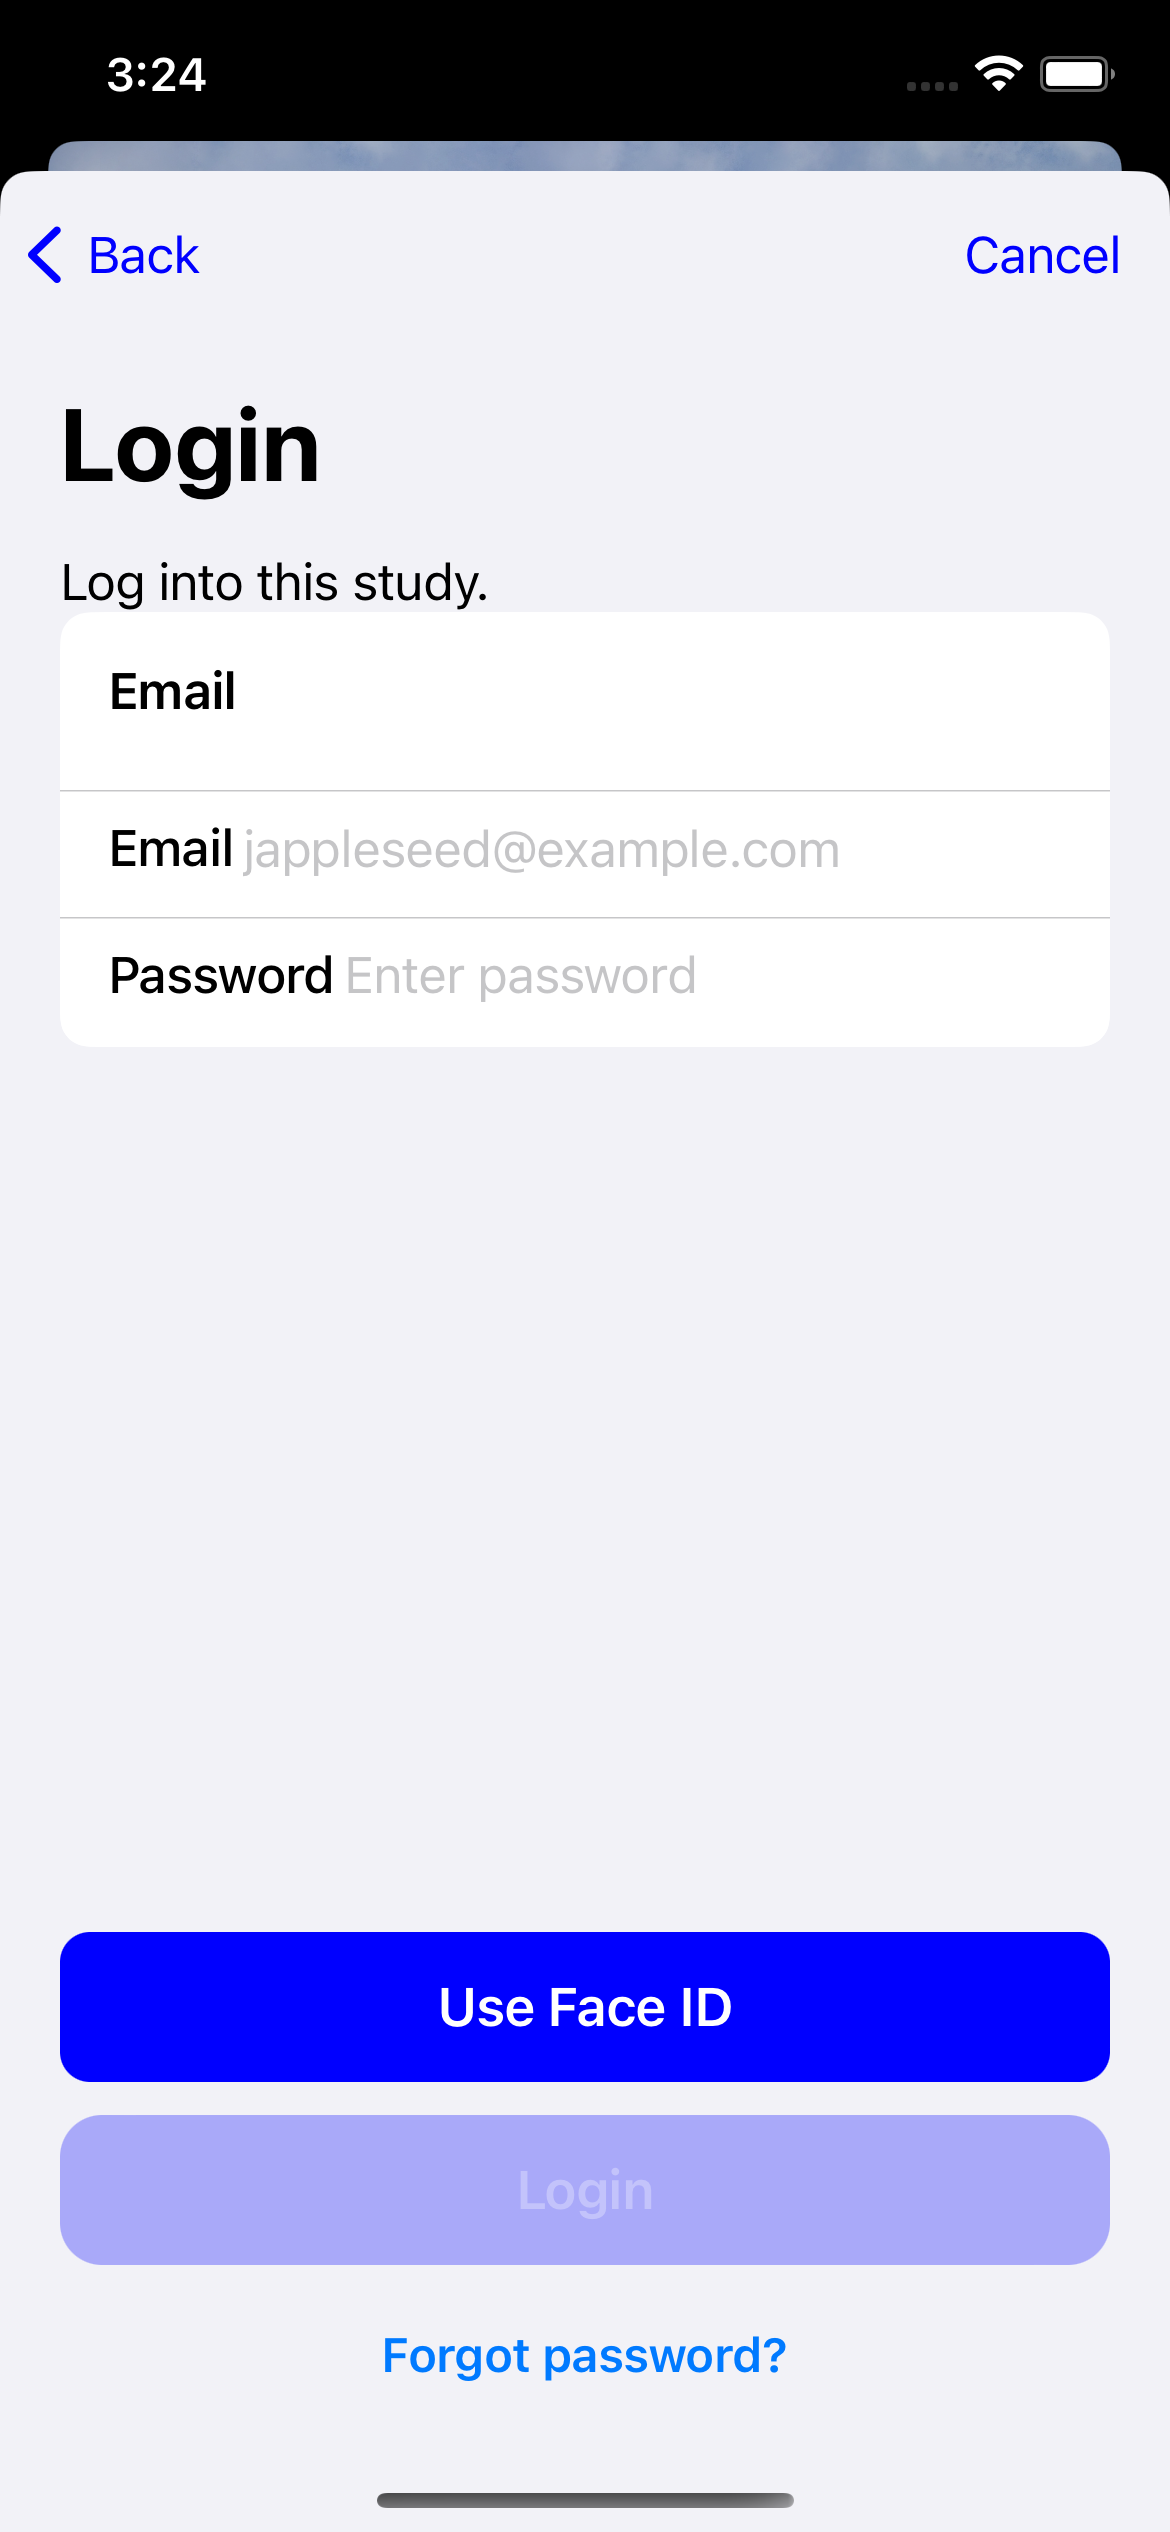 3:24
Back
Cancel
Login
Log into this study.
Email
Email jappleseed@example.com
Password Enter password
Use Face ID
Login
Forgot password?